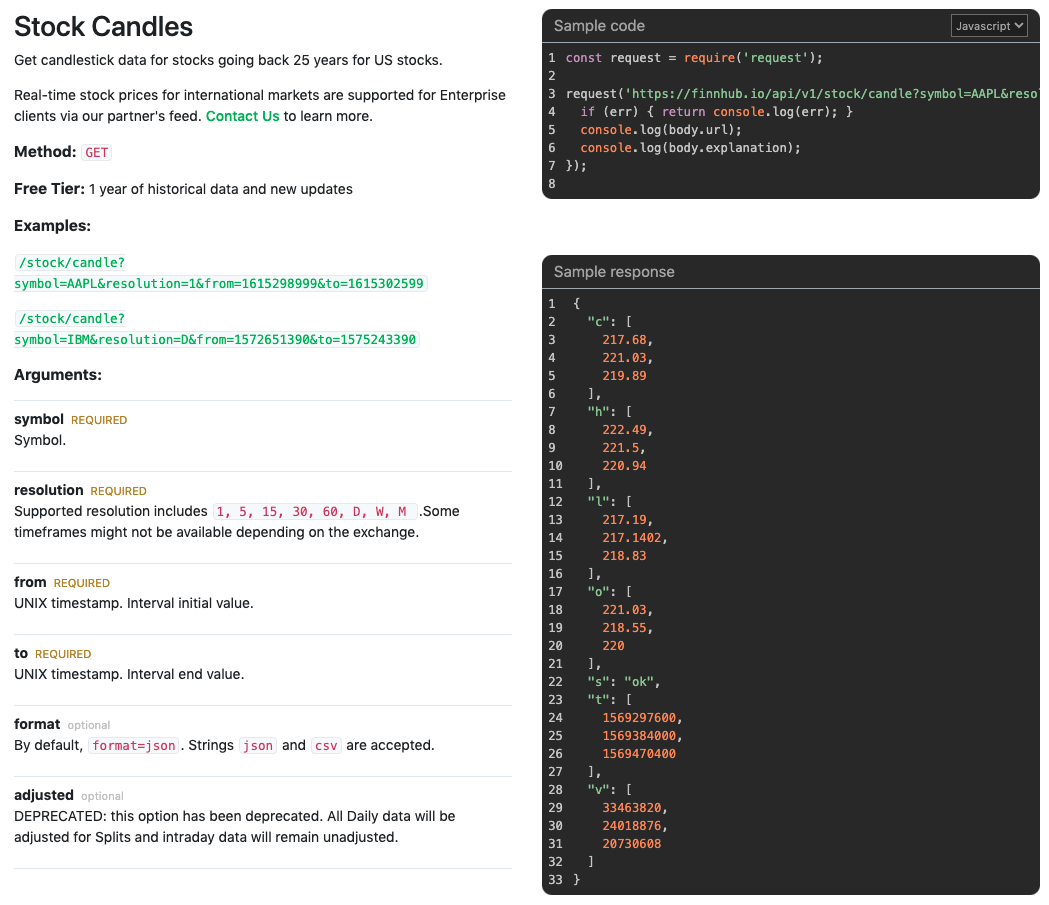 Stock Candles
Get candlestick data for stocks going back 25 years for US stocks.
Real-time stock prices for international markets are supported for Enterprise
clients via our partner's feed. Contact Us to learn more.
Method: GET
Free Tier: 1 year of historical data and new updates
Examples:
/stock/candle?
symbol=AAPL&resolution=1&from=1615298999&to=1615302599
/stock/candle?
symbol=IBM&resolution=D&from=1572651390&to=1575243390
Arguments:
symbol REQUIRED
Symbol.
resolution REQUIRED
Supported resolution includes 1, 5, 15, 30, 60, D, W, M .Some
timeframes might not be available depending on the exchange.
from REQUIRED
UNIX timestamp. Interval initial value.
to REQUIRED
UNIX timestamp. Interval end value.
format optional
By default, format=json. Strings json and csv are accepted.
adjusted optional
DEPRECATED: this option has been deprecated. All Daily data will be
adjusted for Splits and intraday data will remain unadjusted.
Sample code Javascript
1 const request = require('request');
2
3 request('https://finnhub.io/api/v1/stock/candle?symbol=AAPL&reso
4 if (err) { return console.log(err); }
5 console.log(body.url);
6 console.log(body.explanation);
7 });
8
Sample response
1 {
2 "c": [
3 217.68,
4 221.03,
5 219.89
6 ],
7 "h": [
8 222.49,
9 221.5,
10 220.94
11 ],
12 "l": [
13 217.19,
14 217.1402,
15 218.83
16 ],
17 "o": [
18 221.03,
19 218.55,
20 220
21 ],
22 "s": "ok",
23 "t": [
24 1569297600,
25 1569384000,
26 1569470400
27 ],
28 "v": [
29 33463820,
30 24018876,
31 20730608
32 ]
33 }